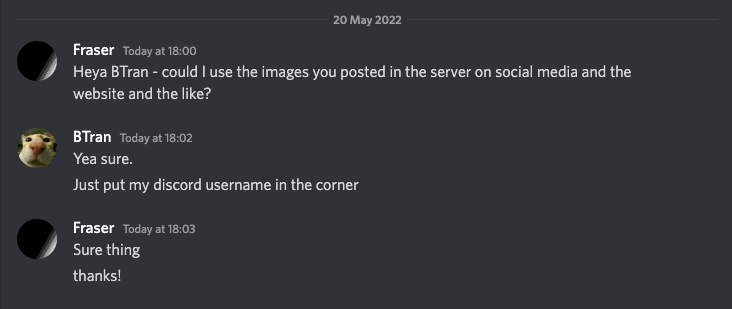 20 May 2022
Fraser Today at 18:00
Heya BTran - could I use the images you posted in the server on social media and the
website and the like?
BTran Today at 18:02
Yea sure.
Just put my discord username in the corner
Fraser Today at 18:03
Sure thing
thanks!